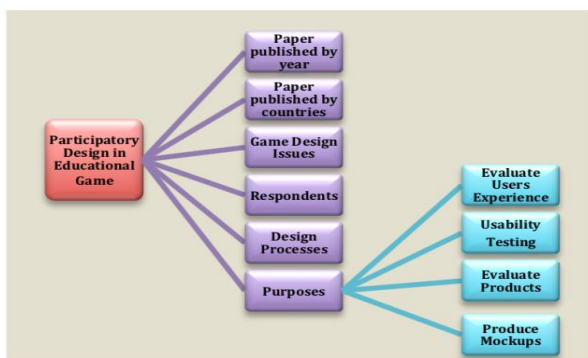 Participatory
Design in
Educational
Game
Paper
published by
year
Paper
published by
countries
Game Design
Issues
Respondents
Design
Processes
Purposes
Evaluate
Users
Experience
Usability
Testing
Evaluate
Products
Produce
Mockups